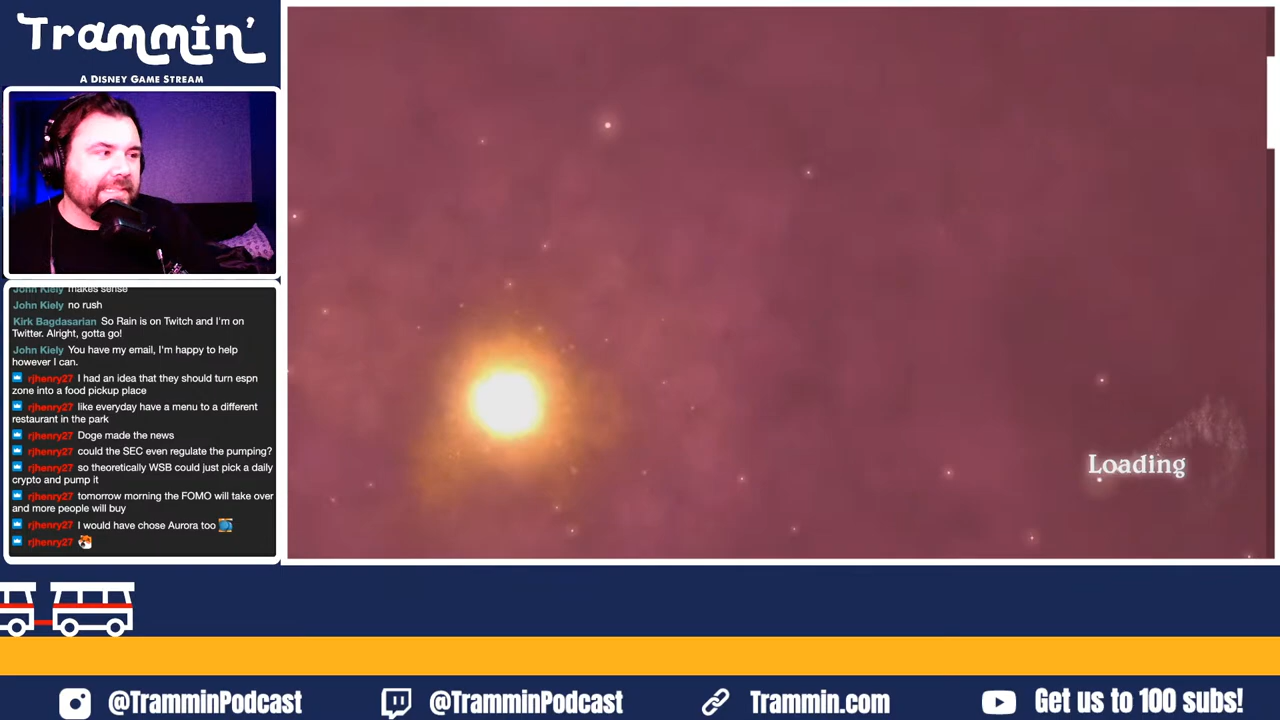 Trammin'
A DISNEY GAME STREAM
John Kiely makes sense
John Kiely no rush
Kirk Bagdasarian So Rain is on Twitch and I'm on
Twitter. Alright, gotta go!
John Kiely You have my email, I'm happy to help
however I can.
rjhenry27 I had an idea that they should turn espn
zone into a food pickup place
rjhenry27 like everyday have a menu to a different
restaurant in the park
rjhenry27 Doge made the news
rjhenry27 could the SEC even regulate the pumping?
rjhenry27 so theoretically WSB could just pick a daily
crypto and pump it
rjhenry27 tomorrow morning the FOMO will take over
and more people will buy
rjhenry27 I would have chose Aurora too
rjhenry27
Loading
@TramminPodcast
@TramminPodcast
Trammin.com
Get us to 100 subs!